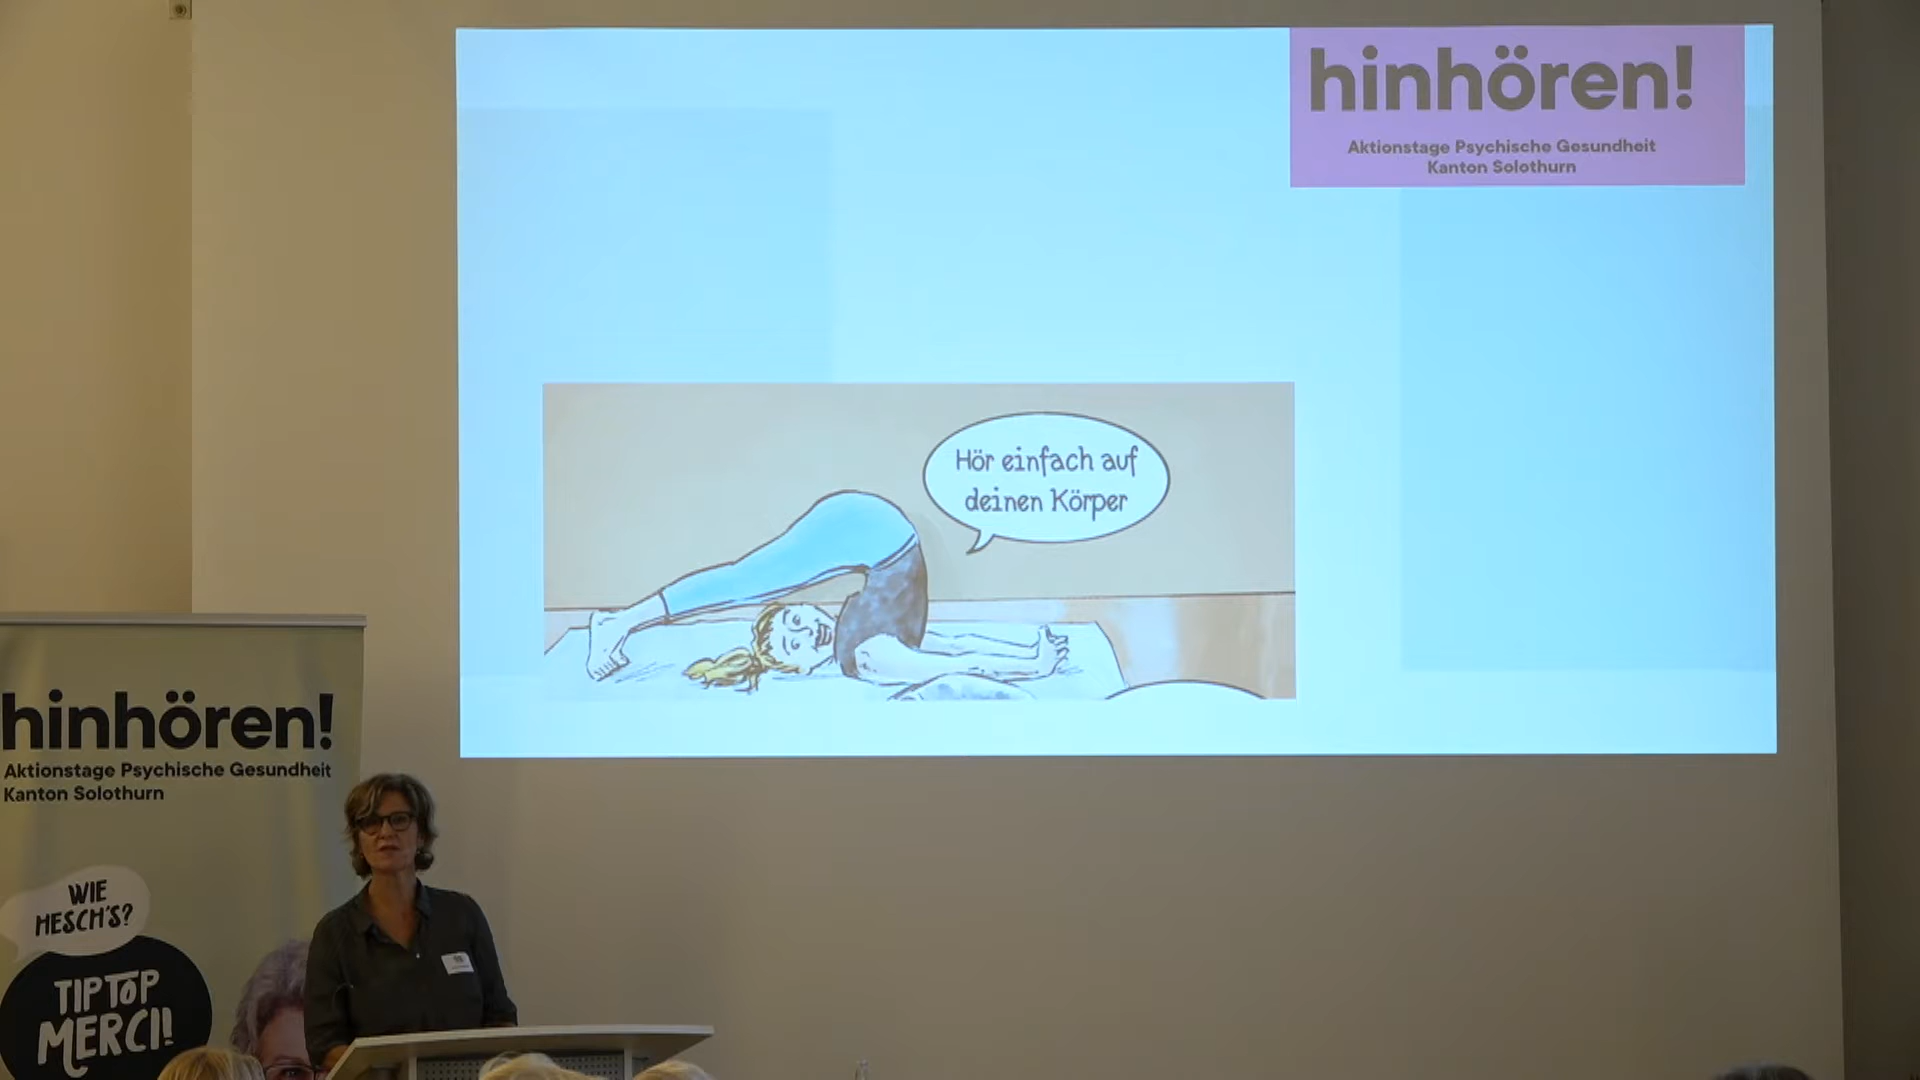 hinhören!
Aktionstage Psychische Gesundheit
Kanton Solothurn
Hör einfach auf
deinen Körper
hinhören!
Aktionstage Psychische Gesundheit
Kanton Solothurn
WIE
HESCH'S?
TIP TOP
MERCI!